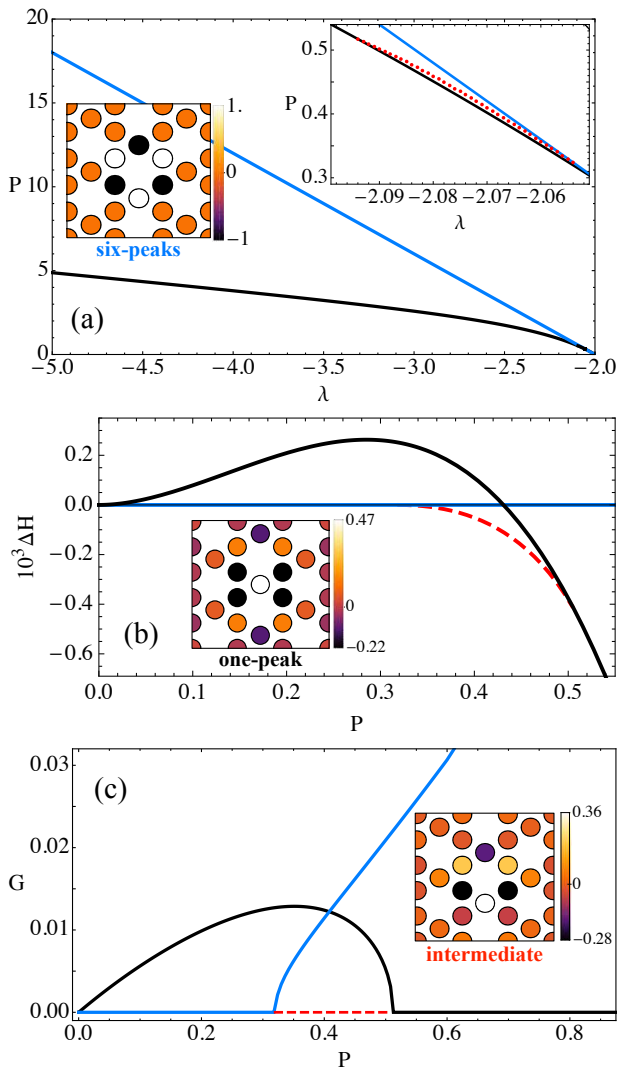 20
15
P 10
5
0
−5.0 −4.5 −4.0 −3.5 −3.0 −2.5 −2.0
λ
1.
0
−1
six-peaks
(a)
0.5
P 0.4
0.3
−2.09 −2.08 −2.07 −2.06
λ
0.2
0.0
−0.2
−0.4
−0.6
10³ ΔH
0.47
0
−0.22
one-peak
(b)
0.0 0.1 0.2 0.3 0.4 0.5
P
0.03
0.02
G
0.01
0.00
(c)
0.36
0
−0.28
intermediate
0.0 0.2 0.4 0.6 0.8
P